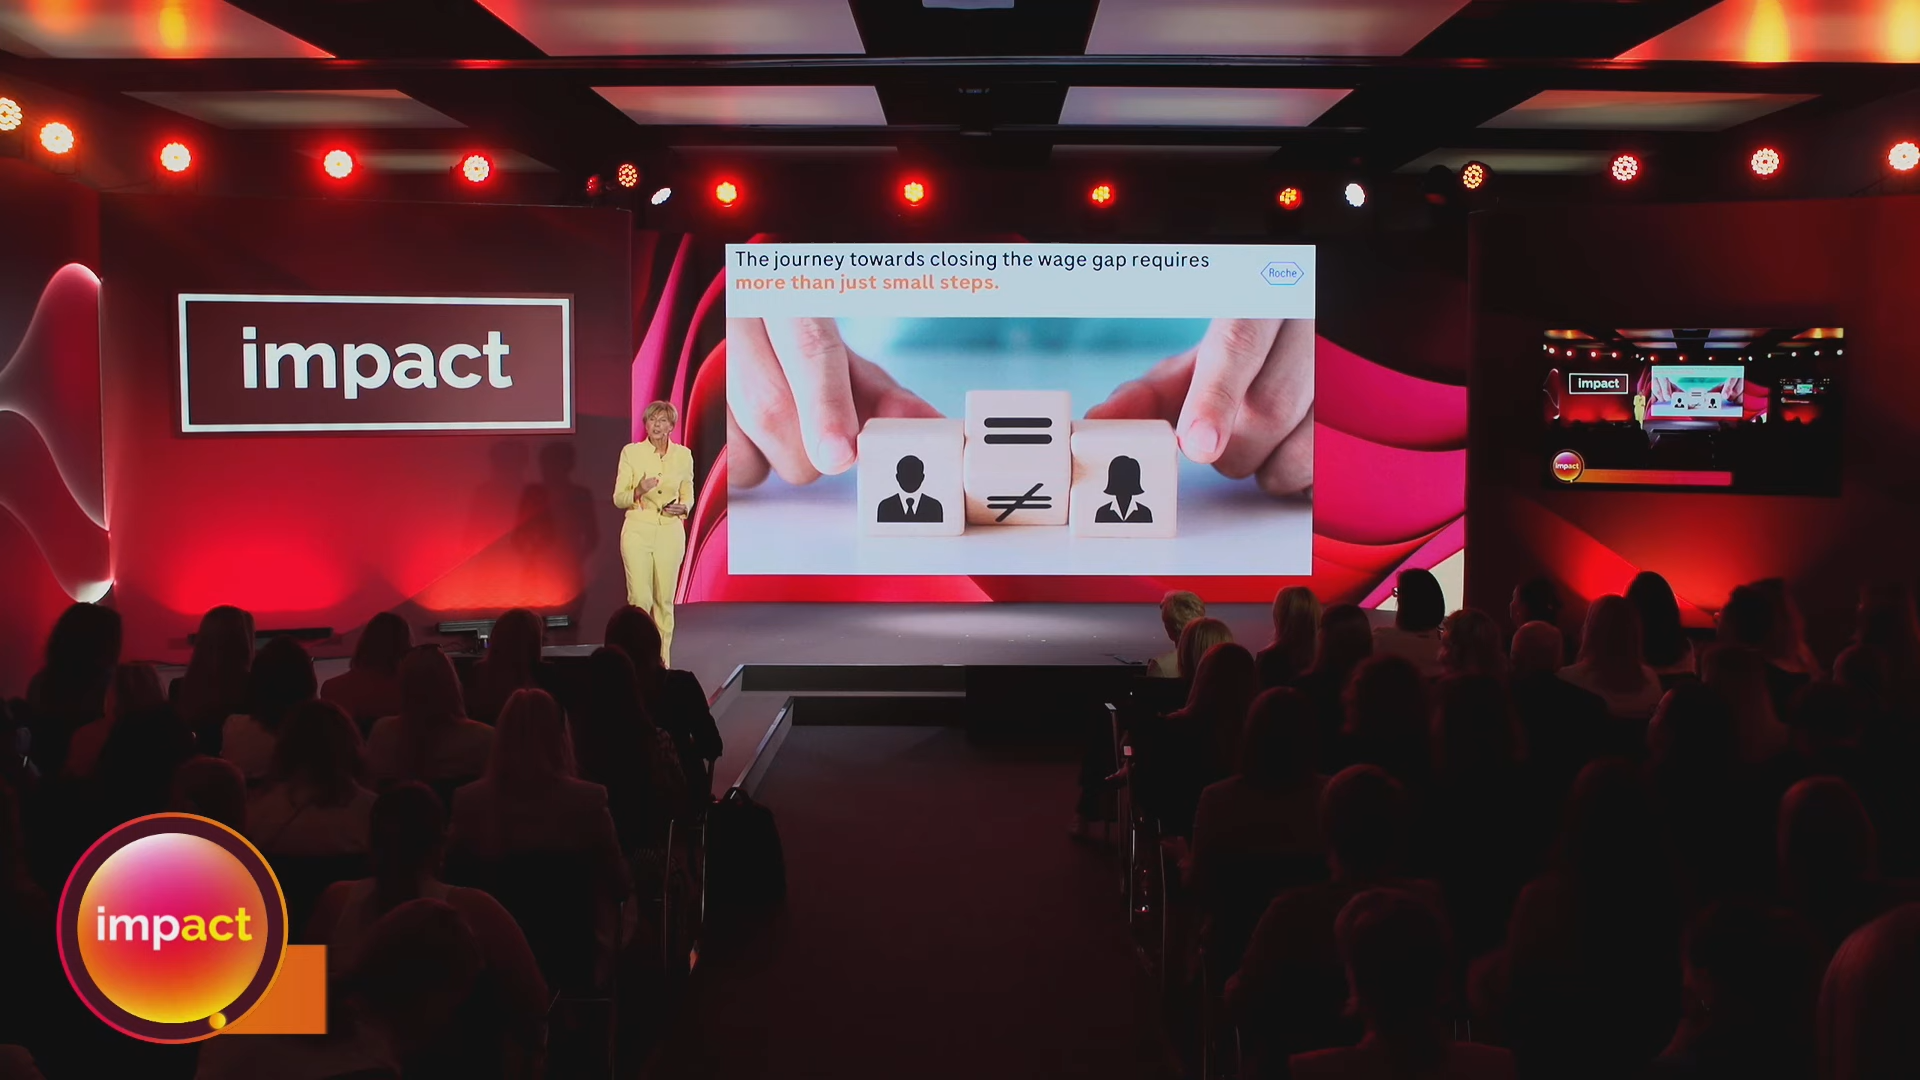 The journey towards closing the wage gap requires
more than just small steps.
Roche
impact
impact
impact
impact